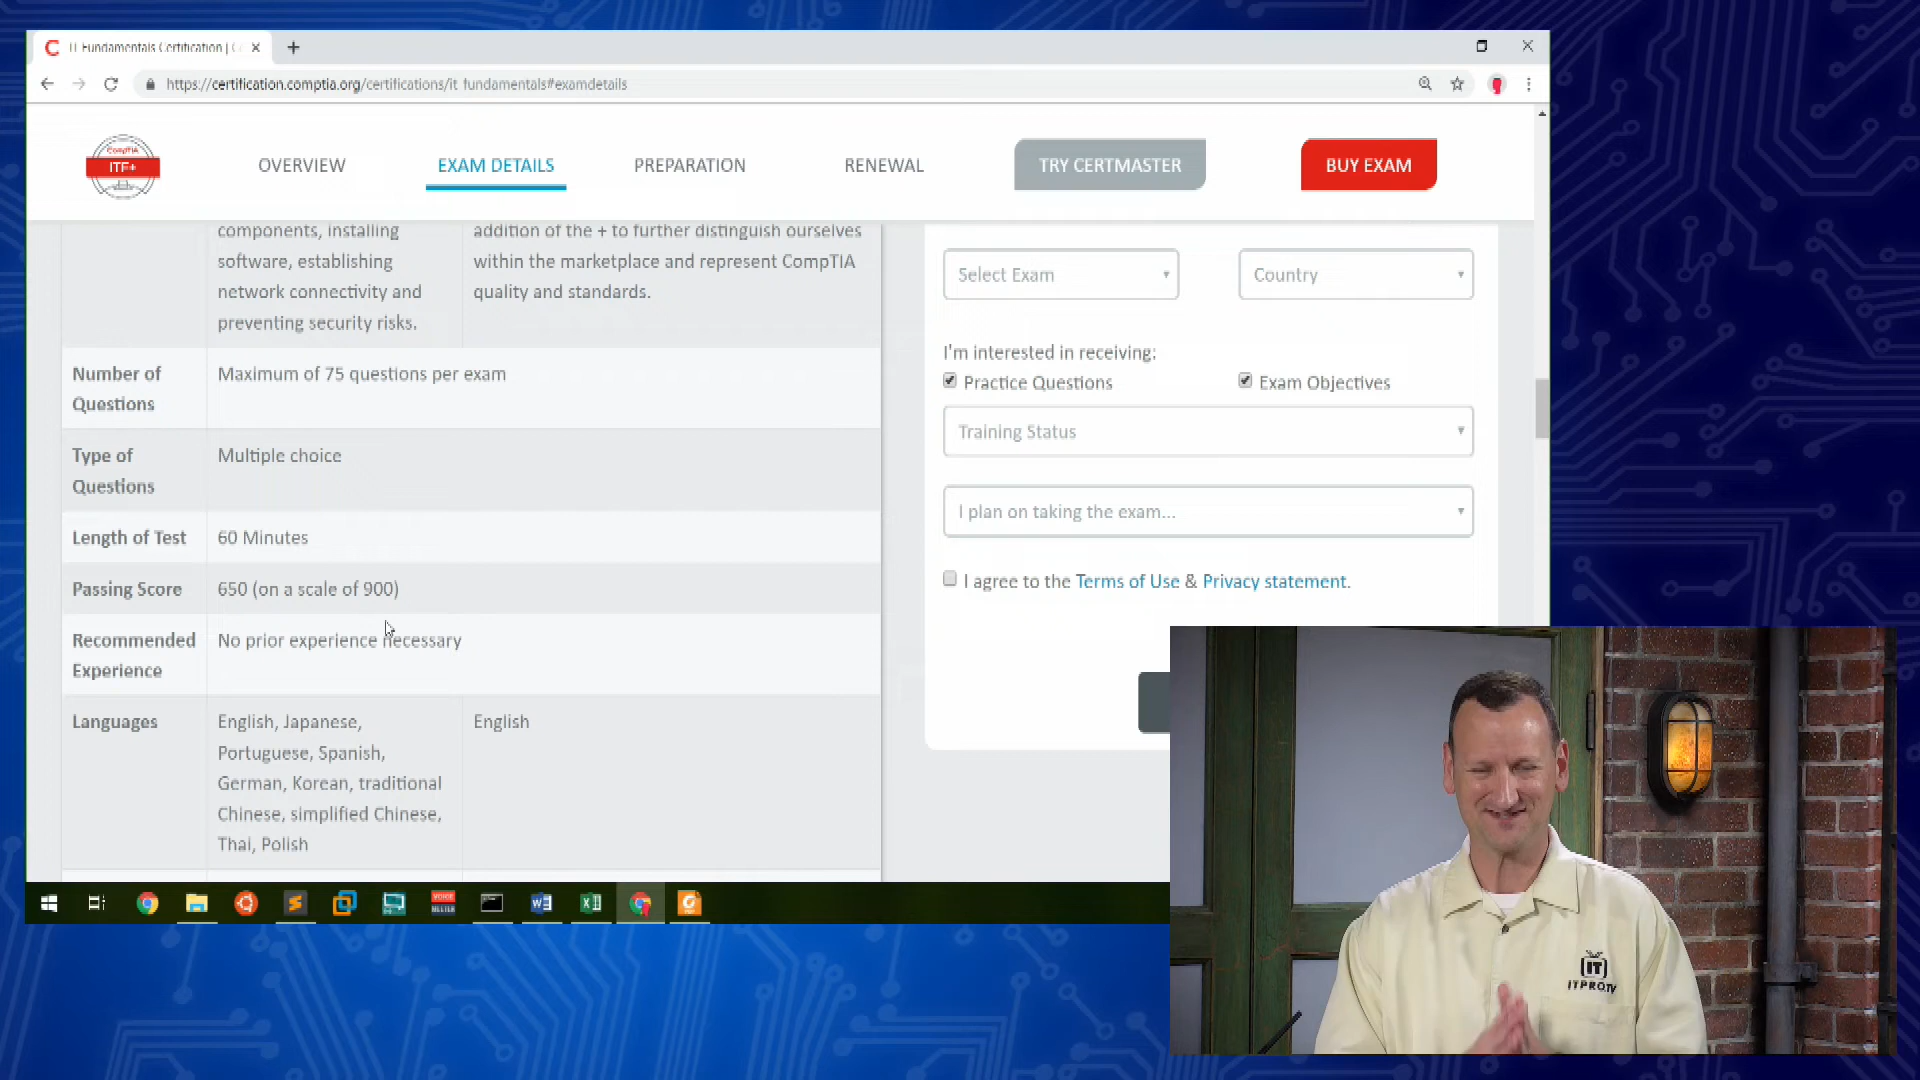 IT Fundamentals Certification | C
https://certification.comptia.org/certifications/it fundamentals#examdetails
CompTIA
ITF+
OVERVIEW
EXAM DETAILS
PREPARATION
RENEWAL
TRY CERTMASTER
BUY EXAM
components, installing
software, establishing
network connectivity and
preventing security risks.
addition of the + to further distinguish ourselves
within the marketplace and represent CompTIA
quality and standards.
Number of
Questions
Maximum of 75 questions per exam
Type of
Questions
Multiple choice
Length of Test
60 Minutes
Passing Score
650 (on a scale of 900)
Recommended
Experience
No prior experience necessary
Languages
English, Japanese,
Portuguese, Spanish,
German, Korean, traditional
Chinese, simplified Chinese,
Thai, Polish
English
Select Exam
Country
I'm interested in receiving:
Practice Questions
Exam Objectives
Training Status
I plan on taking the exam...
I agree to the Terms of Use & Privacy statement.
IT
ITPROTV